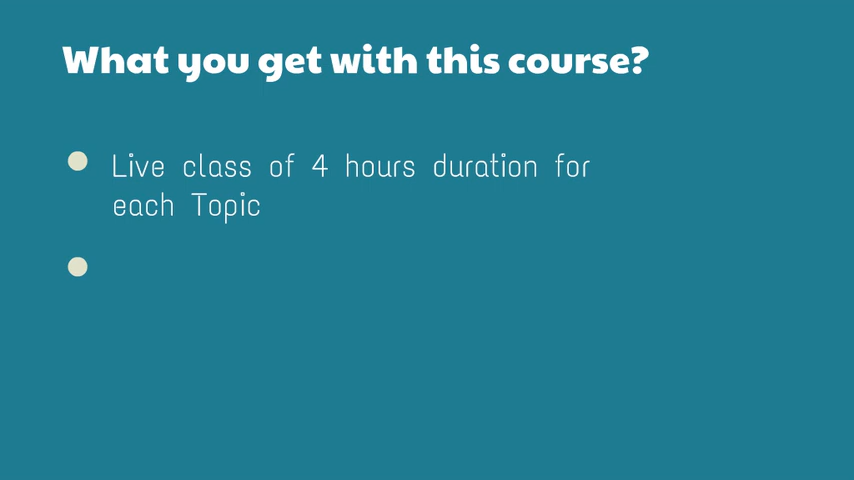 What you get with this course?
Live class of 4 hours duration for
each Topic